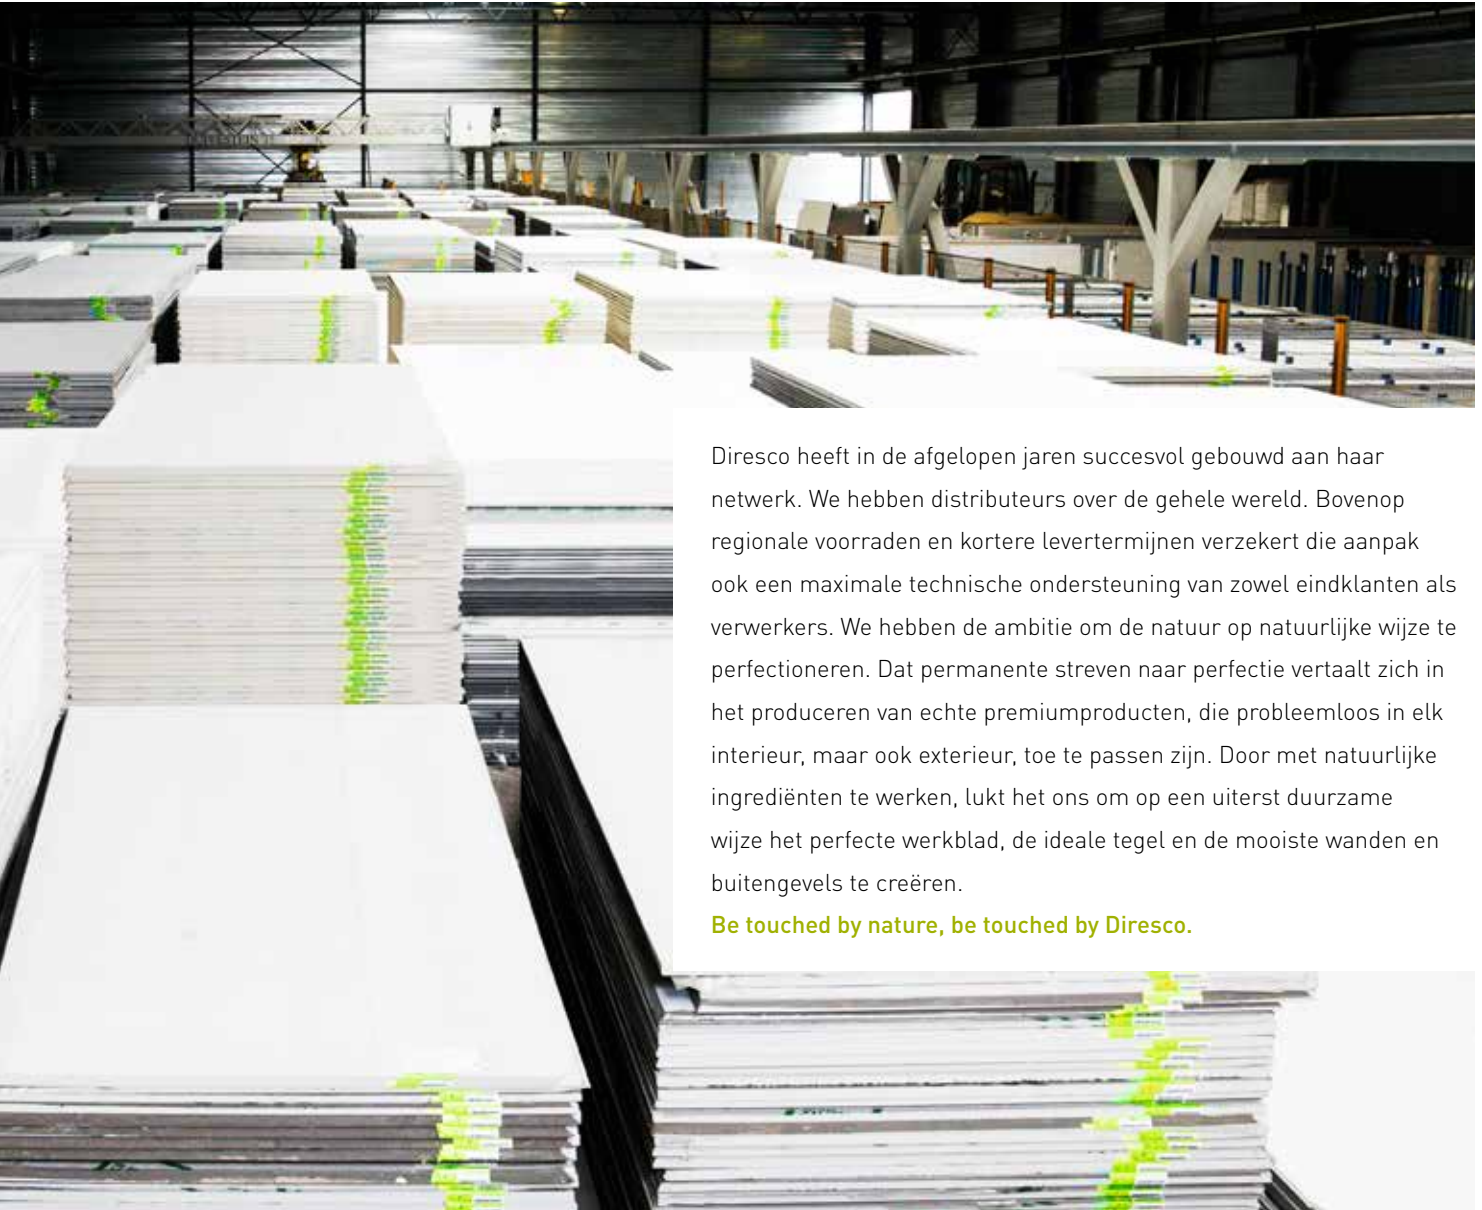 Diresco heeft in de afgelopen jaren succesvol gebouwd aan haar
netwerk. We hebben distributeurs over de gehele wereld. Bovenop
regionale voorraden en kortere levertermijnen verzekert die aanpak
ook een maximale technische ondersteuning van zowel eindklanten als
verwerkers. We hebben de ambitie om de natuur op natuurlijke wijze te
perfectioneren. Dat permanente streven naar perfectie vertaalt zich in
het produceren van echte premiumproducten, die probleemloos in elk
interieur, maar ook exterieur, toe te passen zijn. Door met natuurlijke
ingrediënten te werken, lukt het ons om op een uiterst duurzame
wijze het perfecte werkblad, de ideale tegel en de mooiste wanden en
buitengevels te creëren.
Be touched by nature, be touched by Diresco.